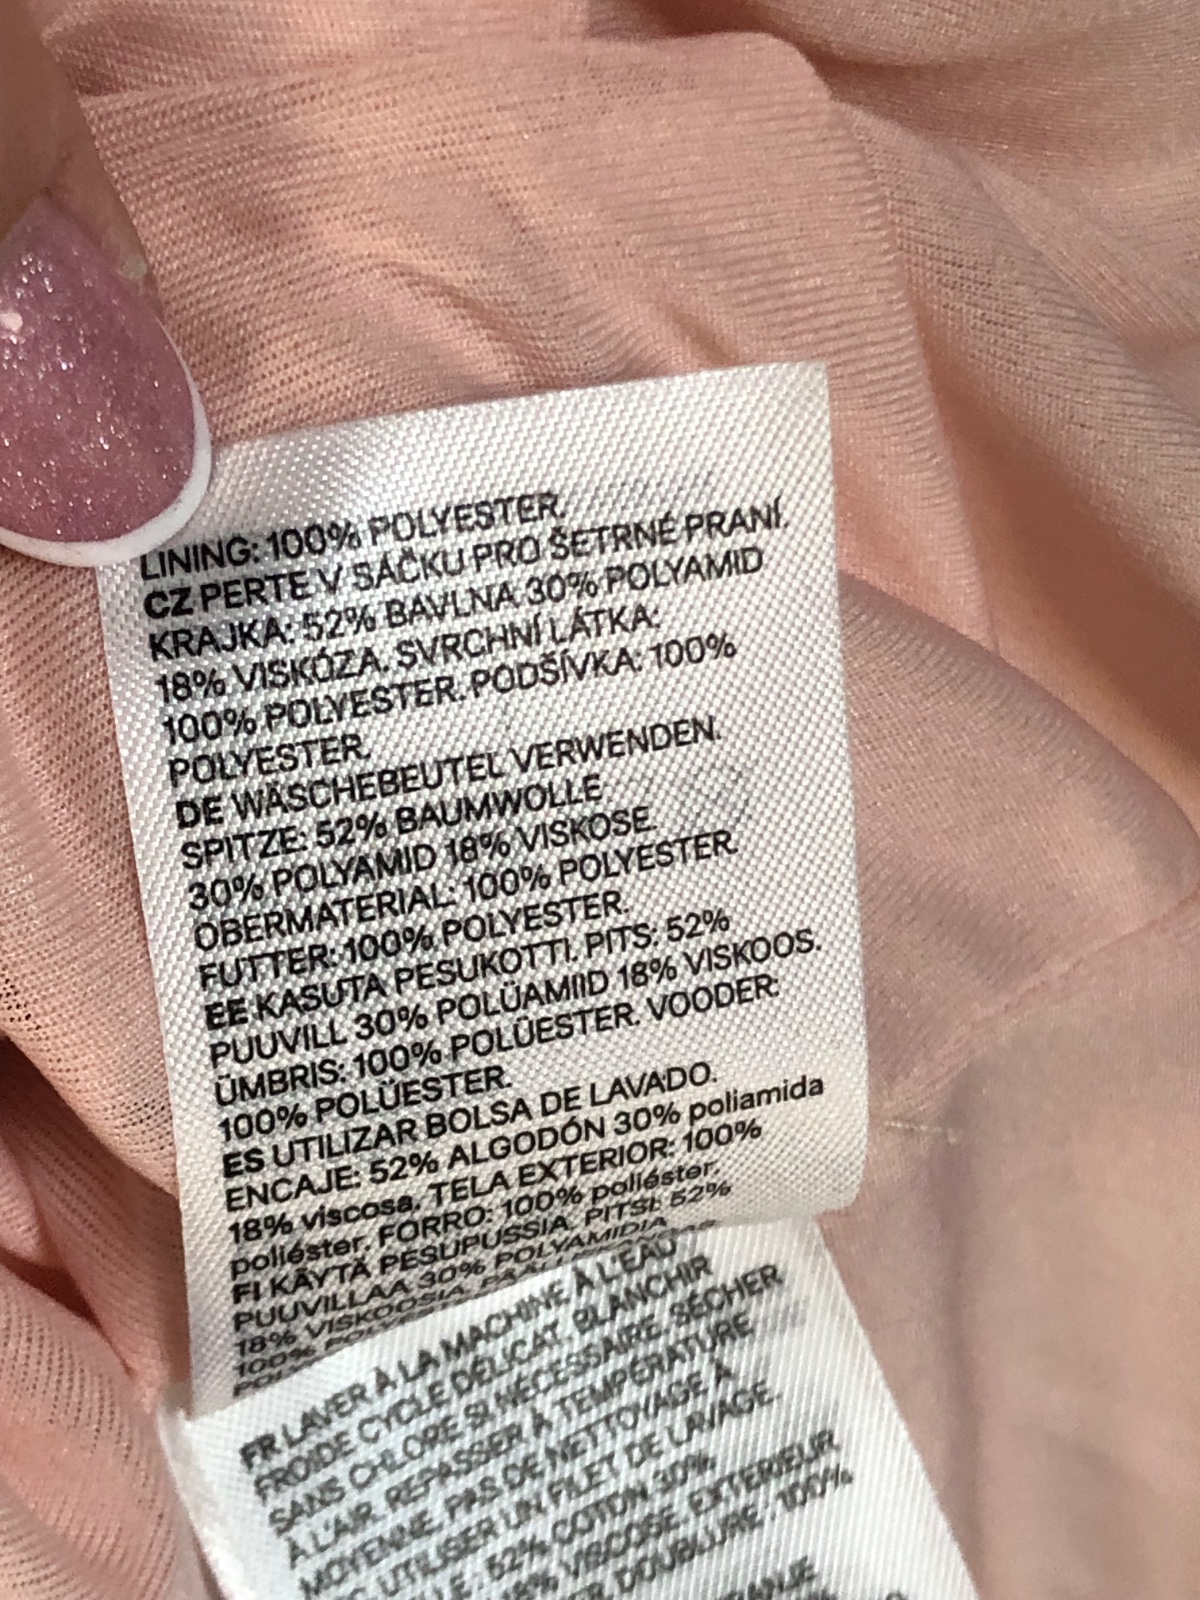 LINING: 100% POLYESTER.
CZ PERTE V SÁČKU PRO ŠETRNÉ PRANÍ.
KRAJKA: 52% BAVLNA 30% POLYAMID
18% VISKÓZA. SVRCHNÍ LÁTKA:
100% POLYESTER. PODŠÍVKA: 100%
POLYESTER.
DE WÄSCHEBEUTEL VERWENDEN.
SPITZE: 52% BAUMWOLLE
30% POLYAMID 18% VISKOSE.
OBERMATERIAL: 100% POLYESTER.
FUTTER: 100% POLYESTER.
EE KASUTA PESUKOTTI. PITS: 52%
PUUVILL 30% POLÜAMIID 18% VISKOOS.
ÜMBRIS: 100% POLÜESTER. VOODER:
100% POLÜESTER.
ES UTILIZAR BOLSA DE LAVADO.
ENCAJE: 52% ALGODÓN 30% poliamida
18% viscosa. TELA EXTERIOR: 100%
poliéster. FORRO: 100% poliéster.
FI KÄYTÄ PESUPUSSIA. PITSI: 52%
PUUVILLAA 30% POLYAMIDIA
18% VISKOOSIA.
100%
FR LAVER À LA MACHINE À L'EAU
FROIDE CYCLE DÉLICAT, BLANCHIR
SANS CHLORE SI NÉCESSAIRE, SÉCHER
À L'AIR, REPASSER À TEMPÉRATURE
MOYENNE, PAS DE NETTOYAGE À
UTILISER UN FILET DE LAVAGE.
52% COTON 30%
VISCOSE. EXTERIEUR
DOUBLURE: 100%